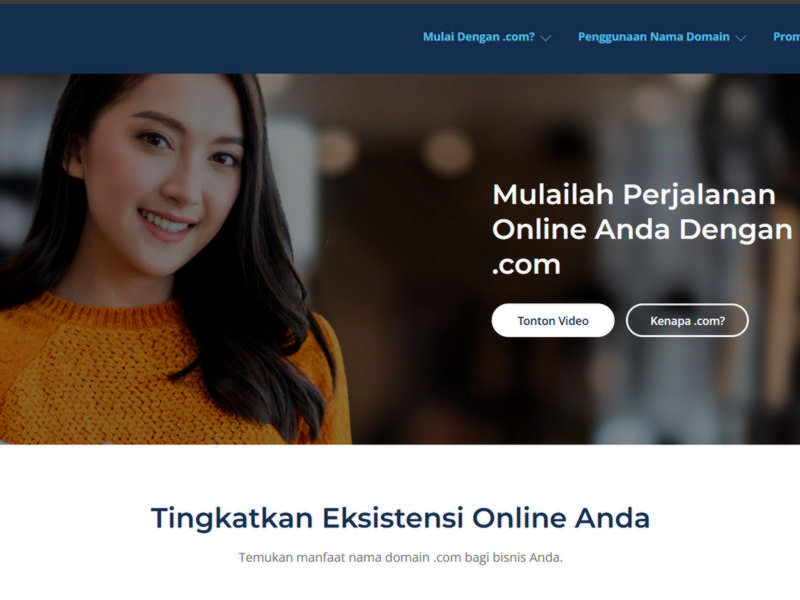 Mulai Dengan .com?
Penggunaan Nama Domain
Prom
Mulailah Perjalanan
Online Anda Dengan
.com
Tonton Video
Kenapa .com?
Tingkatkan Eksistensi Online Anda
Temukan manfaat nama domain .com bagi bisnis Anda.